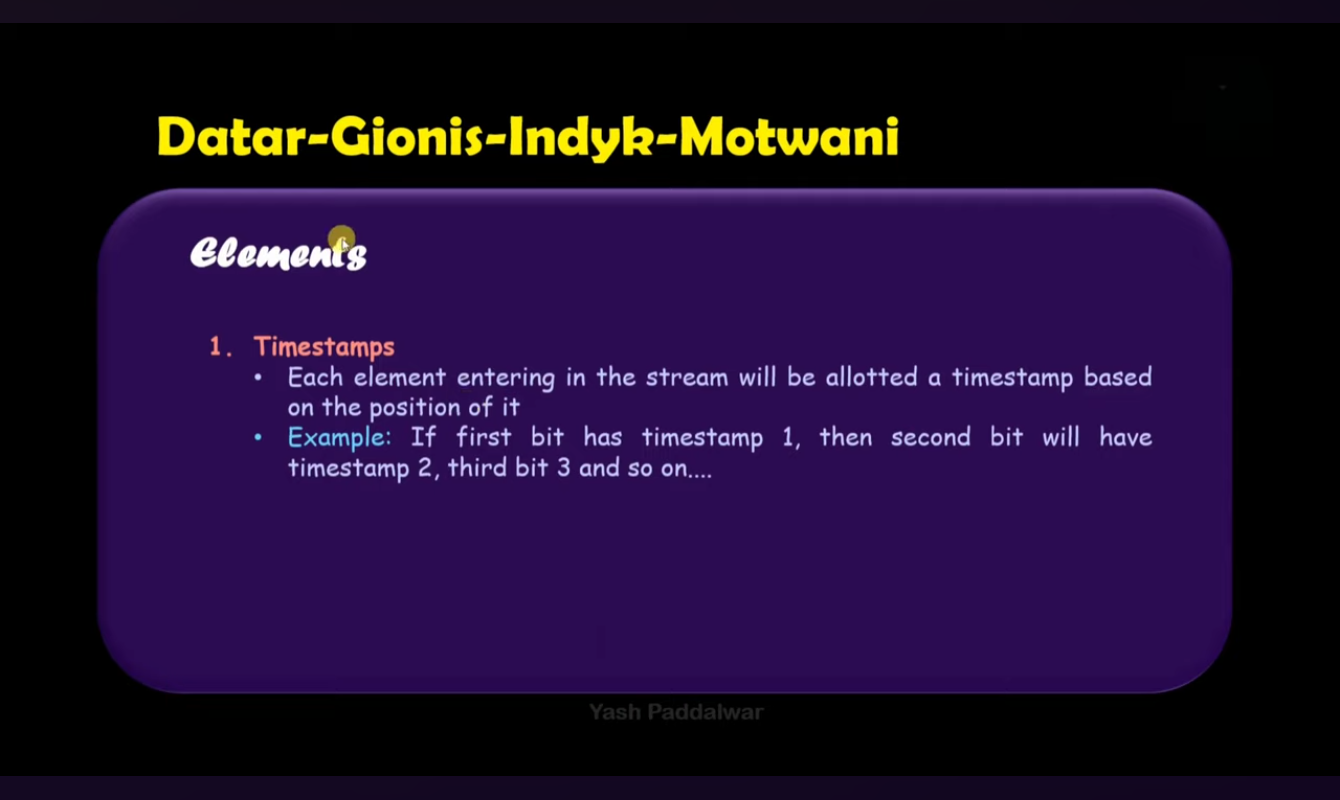 Datar-Gionis-Indyk-Motwani
Elements
1. Timestamps
• Each element entering in the stream will be allotted a timestamp based
on the position of it
• Example: If first bit has timestamp 1, then second bit will have
timestamp 2, third bit 3 and so on....
Yash Paddalwar